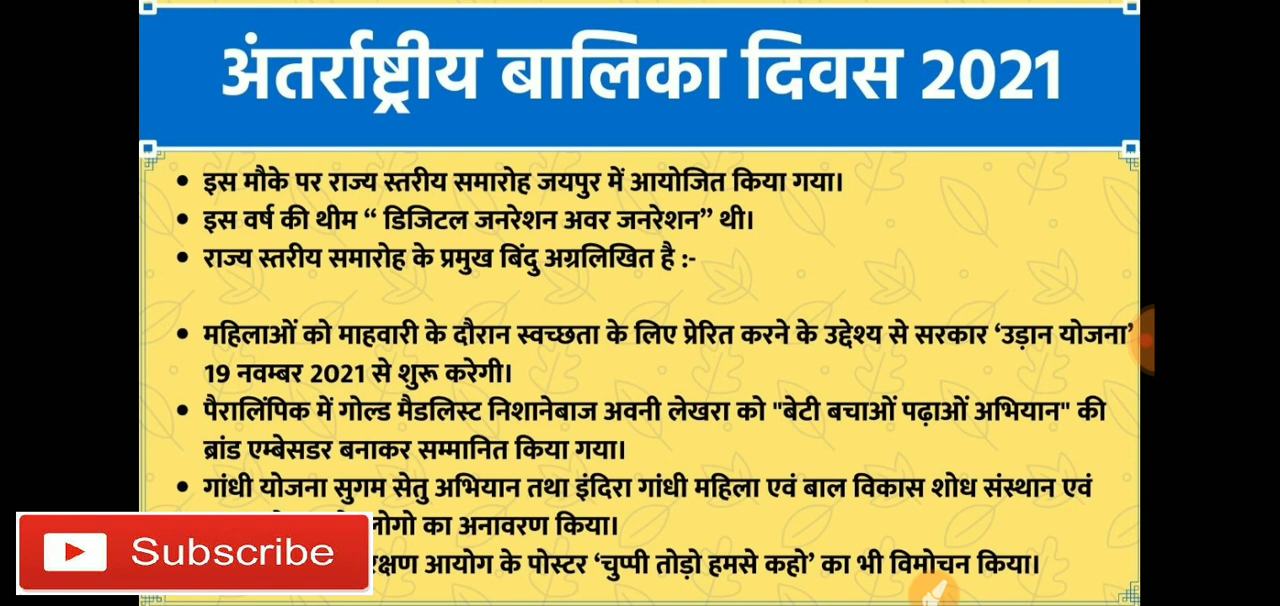 अंतर्राष्ट्रीय बालिका दिवस 2021
• इस मौके पर राज्य स्तरीय समारोह जयपुर में आयोजित किया गया।
• इस वर्ष की थीम “ डिजिटल जनरेशन अवर जनरेशन” थी।
• राज्य स्तरीय समारोह के प्रमुख बिंदु अग्रलिखित है :-
• महिलाओं को माहवारी के दौरान स्वच्छता के लिए प्रेरित करने के उद्देश्य से सरकार ‘उड़ान योजना’
19 नवम्बर 2021 से शुरू करेगी।
• पैरालिंपिक में गोल्ड मैडलिस्ट निशानेबाज अवनी लेखरा को "बेटी बचाओं पढ़ाओं अभियान" की
ब्रांड एम्बेसडर बनाकर सम्मानित किया गया।
• गांधी योजना सुगम सेतु अभियान तथा इंदिरा गांधी महिला एवं बाल विकास शोध संस्थान एवं
लोगो का अनावरण किया।
आयोग के पोस्टर ‘चुप्पी तोड़ो हमसे कहो’ का भी विमोचन किया।
Subscribe